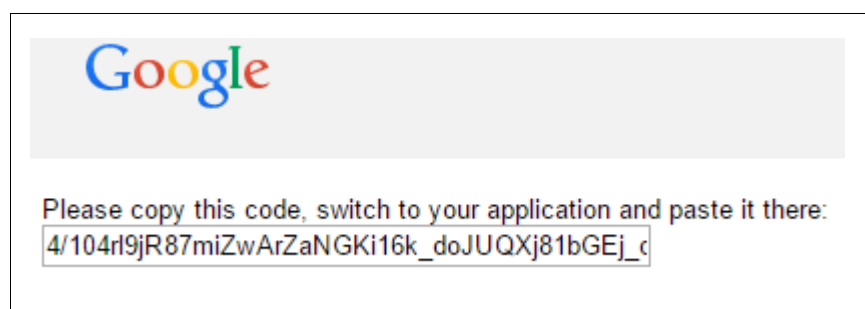 Google
Please copy this code, switch to your application and paste it there:
4/104rl9jR87miZwArZaNGKi16k_doJUQXj81bGEj_